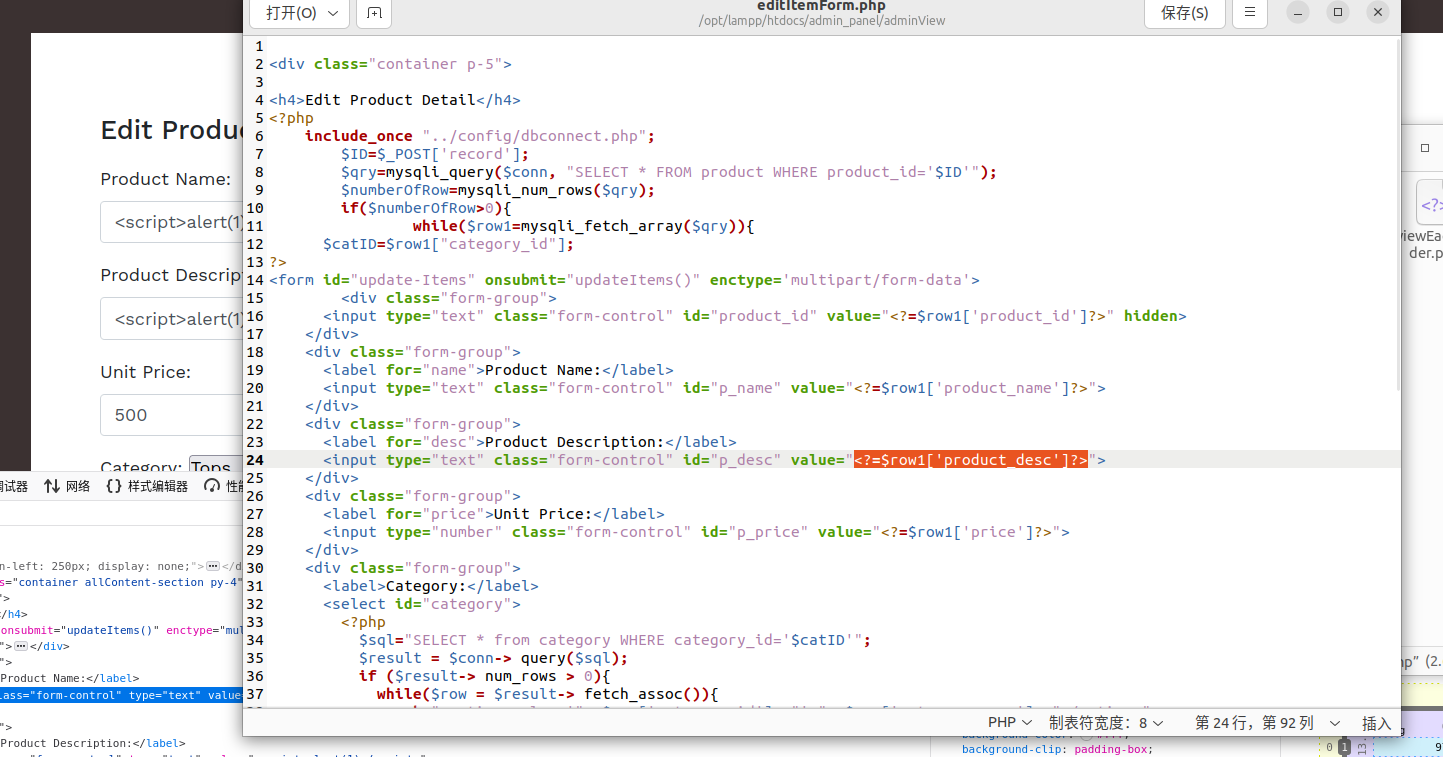 打开(O)
editItemForm.php
/opt/lampp/htdocs/admin_panel/adminView
保存(S)
1
2 <div class="container p-5">
3
4 <h4>Edit Product Detail</h4>
5 <?php
6 include_once "../config/dbconnect.php";
7 $ID=$_POST['record'];
8 $qry=mysqli_query($conn, "SELECT * FROM product WHERE product_id='$ID'");
9 $numberOfRow=mysqli_num_rows($qry);
10 if($numberOfRow>0){
11 while($row1=mysqli_fetch_array($qry)){
12 $catID=$row1["category_id"];
13 ?>
14 <form id="update-Items" onsubmit="updateItems()" enctype='multipart/form-data'>
15 <div class="form-group">
16 <input type="text" class="form-control" id="product_id" value="<?=$row1['product_id']?>" hidden>
17 </div>
18 <div class="form-group">
19 <label for="name">Product Name:</label>
20 <input type="text" class="form-control" id="p_name" value="<?=$row1['product_name']?>">
21 </div>
22 <div class="form-group">
23 <label for="desc">Product Description:</label>
24 <input type="text" class="form-control" id="p_desc" value="<?=$row1['product_desc']?>">
25 </div>
26 <div class="form-group">
27 <label for="price">Unit Price:</label>
28 <input type="number" class="form-control" id="p_price" value="<?=$row1['price']?>">
29 </div>
30 <div class="form-group">
31 <label>Category:</label>
32 <select id="category">
33 <?php
34 $sql="SELECT * from category WHERE category_id='$catID'";
35 $result = $conn-> query($sql);
36 if ($result-> num_rows > 0){
37 while($row = $result-> fetch_assoc()){
PHP 制表符宽度：8 第 24 行，第 92 列 插入
Edit Produc
Product Name:
<script>alert(1)
Product Descript
<script>alert(1)
Unit Price:
500
Category: Tops
调试器 网络 样式编辑器 性能
n-left: 250px; display: none;"> </d
s="container allContent-section py-4"
">
</h4>
onsubmit="updateItems()" enctype="mul
"> </div>
">
Product Name:</label>
lass="form-control" type="text" value=
">
Product Description:</label>
<?>
viewEa
der.p
hp” (2.
background-clip: padding-box;
0 1 13 9